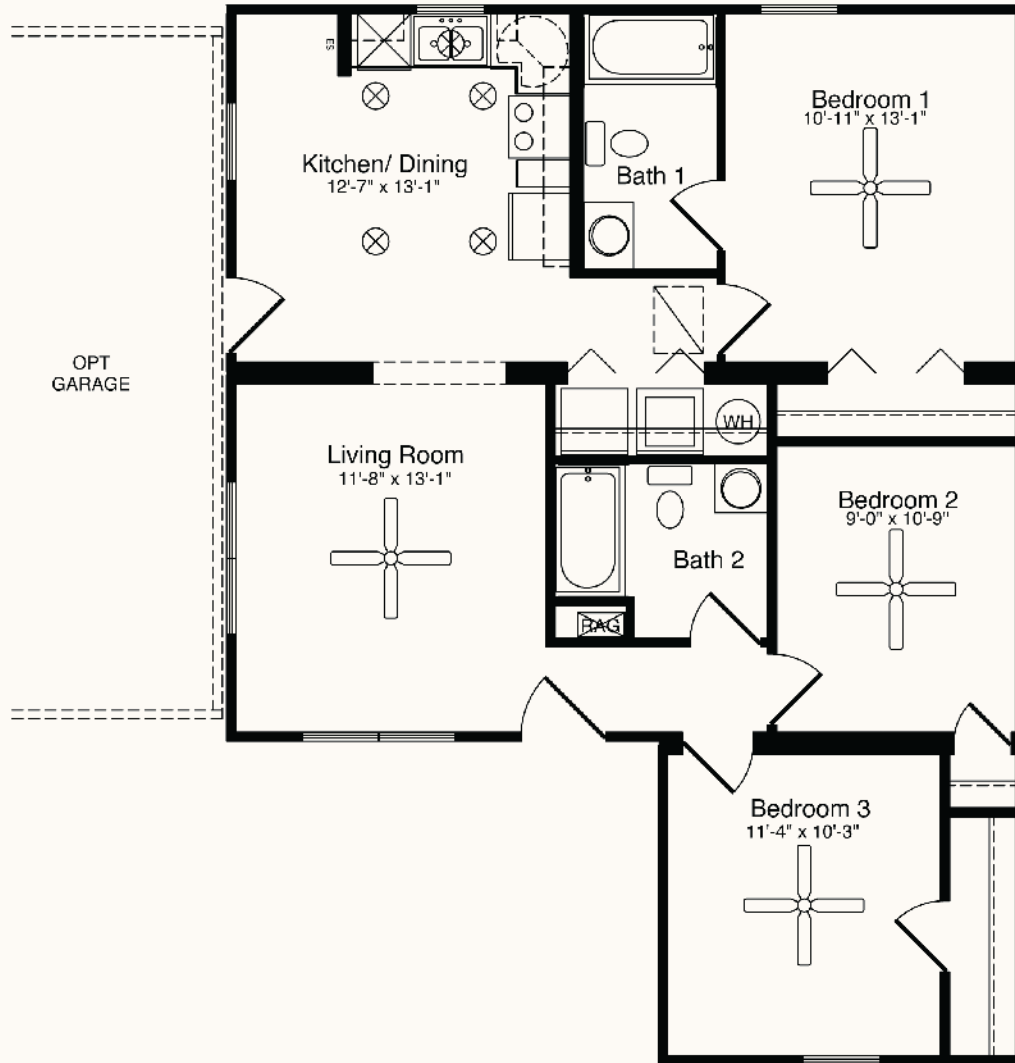 ES
Bedroom 1
10'-11" x 13'-1"
Kitchen/ Dining
12'-7" x 13'-1"
Bath 1
OPT
GARAGE
WH
Living Room
11'-8" x 13'-1"
Bedroom 2
9'-0" x 10'-9"
Bath 2
RAG
Bedroom 3
11'-4" x 10'-3"